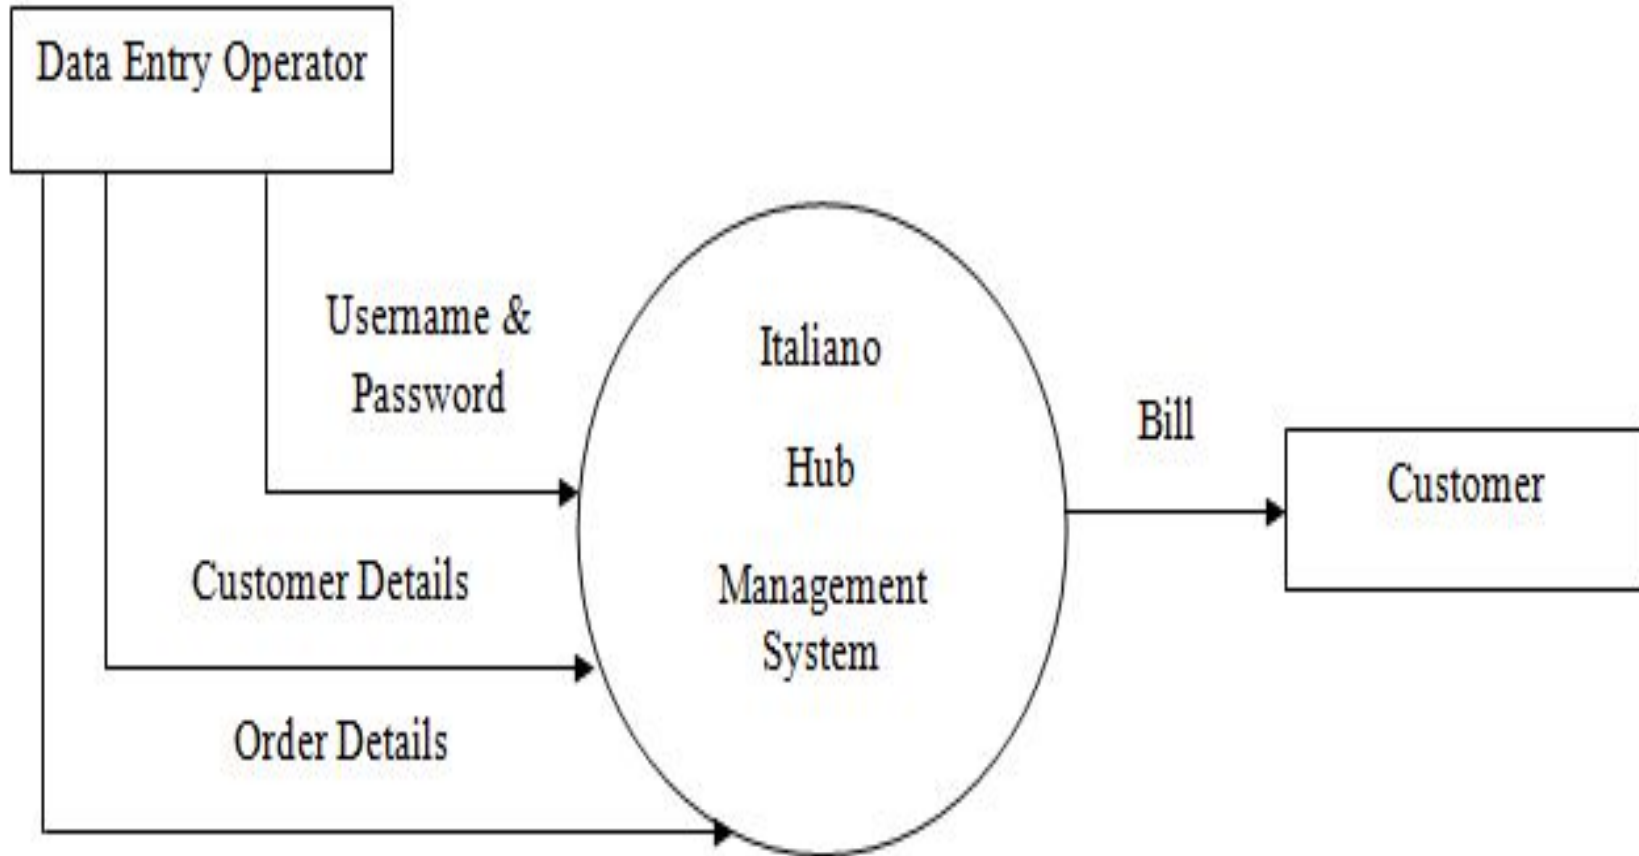 Data Entry Operator
Username &
Password
Customer Details
Order Details
Italiano
Hub
Management
System
Bill
Customer